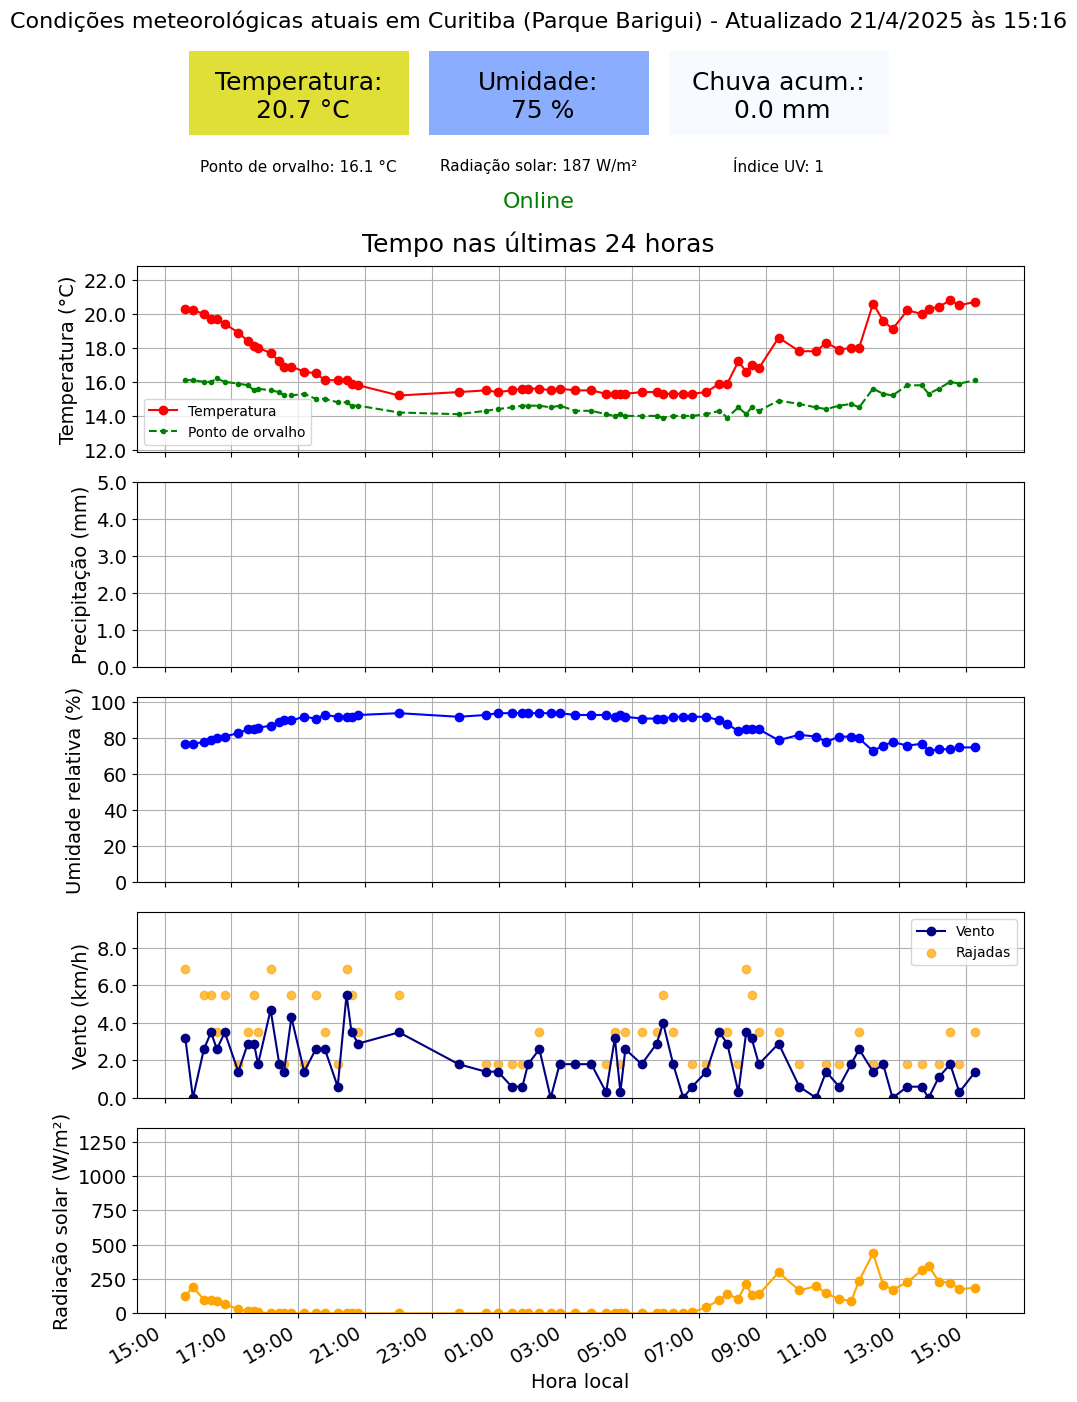 Condições meteorológicas atuais em Curitiba (Parque Barigui) - Atualizado 21/4/2025 às 15:16
Temperatura:
20.7 °C
Umidade:
75 %
Chuva acum.:
0.0 mm
Ponto de orvalho: 16.1 °C
Radiação solar: 187 W/m²
Índice UV: 1
Online
Tempo nas últimas 24 horas
Temperatura (°C)
22.0
20.0
18.0
16.0
14.0
12.0
Temperatura
Ponto de orvalho
Precipitação (mm)
5.0
4.0
3.0
2.0
1.0
0.0
Umidade relativa (%)
100
80
60
40
20
0
Vento (km/h)
8.0
6.0
4.0
2.0
0.0
Vento
Rajadas
Radiação solar (W/m²)
1250
1000
750
500
250
0
15:00
17:00
19:00
21:00
23:00
01:00
03:00
05:00
07:00
09:00
11:00
13:00
15:00
Hora local